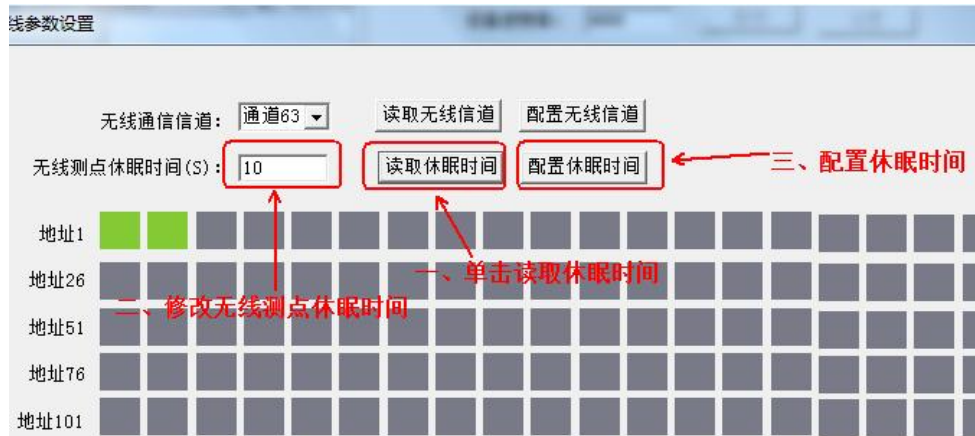 线参数设置
无线通信信道: 通道63 读取无线信道 配置无线信道
无线测点休眠时间(S): 10 读取休眠时间 配置休眠时间 三、配置休眠时间
地址1
一、单击读取休眠时间
地址26
二、修改无线测点休眠时间
地址51
地址76
地址101